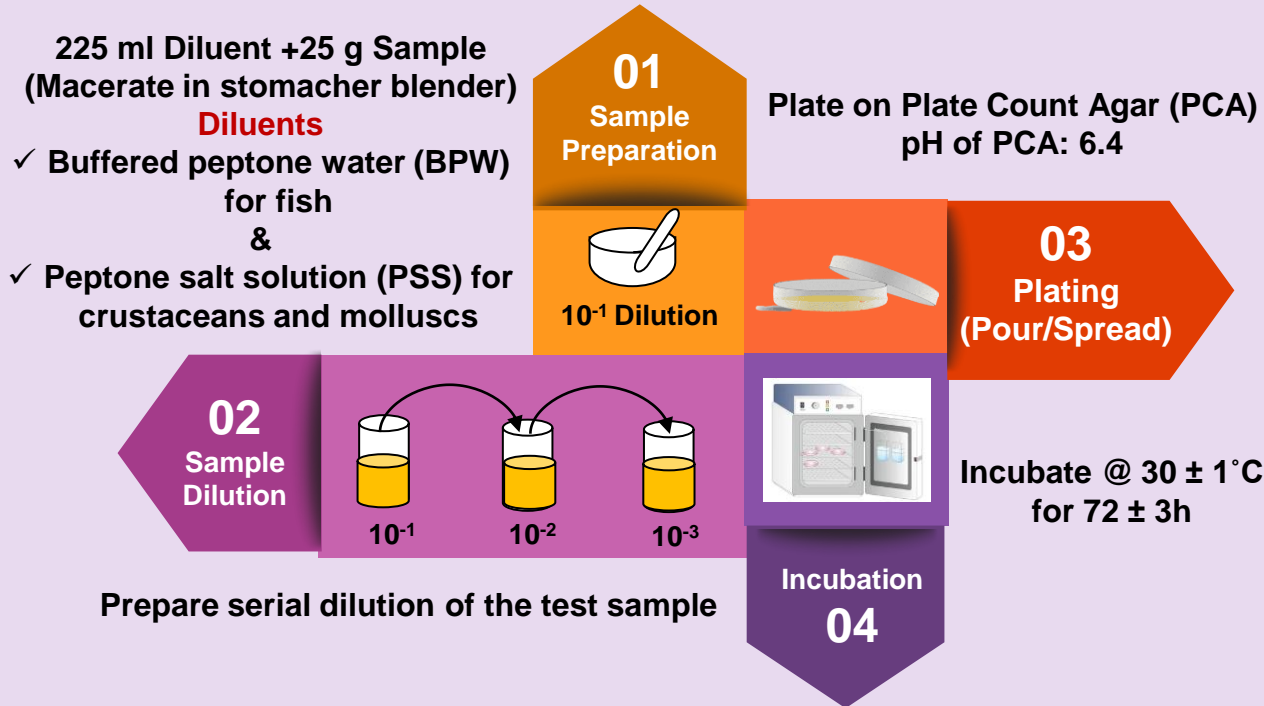 225 ml Diluent +25 g Sample
(Macerate in stomacher blender)
Diluents
✓ Buffered peptone water (BPW)
for fish
&
✓ Peptone salt solution (PSS) for
crustaceans and molluscs
01
Sample
Preparation
10⁻¹ Dilution
02
Sample
Dilution
10⁻¹
10⁻²
10⁻³
Prepare serial dilution of the test sample
Plate on Plate Count Agar (PCA)
pH of PCA: 6.4
03
Plating
(Pour/Spread)
Incubate @ 30 ± 1˚C
for 72 ± 3h
Incubation
04